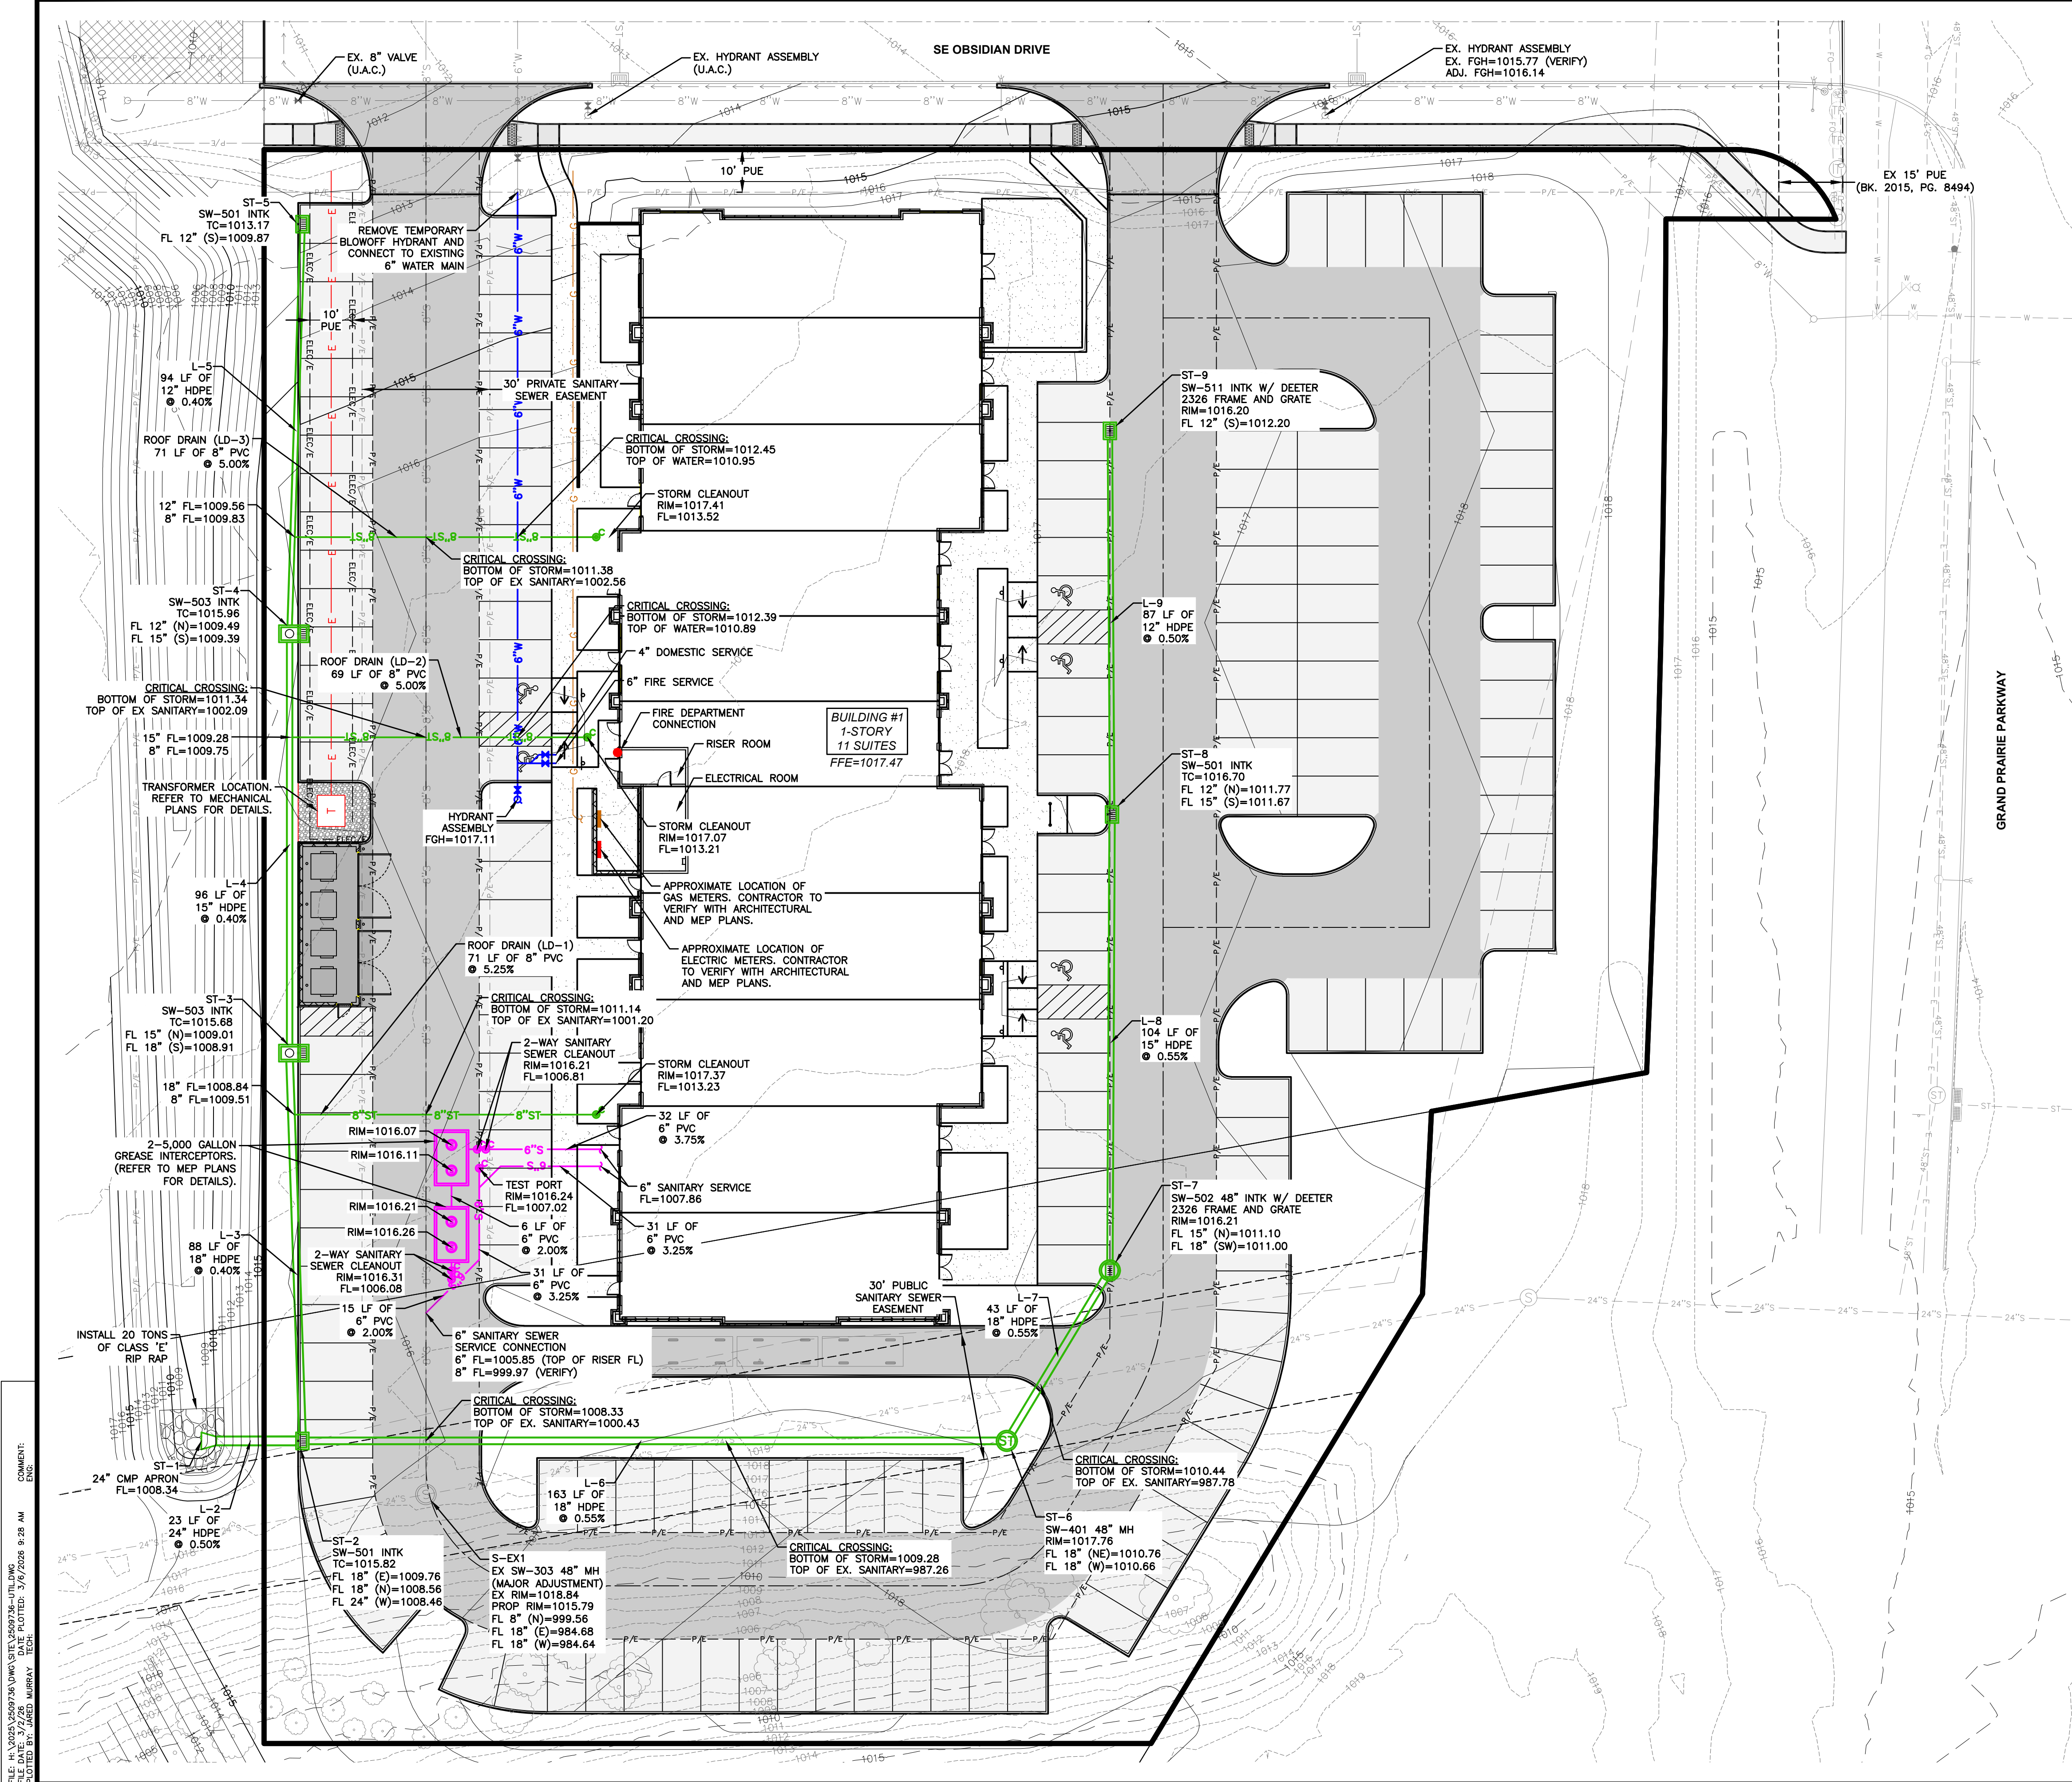 SE OBSIDIAN DRIVE
EX. 8" VALVE
(U.A.C.)
EX. HYDRANT ASSEMBLY
(U.A.C.)
EX. HYDRANT ASSEMBLY
EX. FGH=1015.77 (VERIFY)
ADJ. FGH=1016.14
10' PUE
EX 15' PUE
(BK. 2015, PG. 8494)
ST-5
SW-501 INTK
TC=1013.17
FL 12" (S)=1009.87
REMOVE TEMPORARY
BLOWOFF HYDRANT AND
CONNECT TO EXISTING
6" WATER MAIN
10'
PUE
L-5
94 LF OF
12" HDPE
@ 0.40%
30' PRIVATE SANITARY
SEWER EASEMENT
ST-9
SW-511 INTK W/ DEETER
2326 FRAME AND GRATE
RIM=1016.20
FL 12" (S)=1012.20
ROOF DRAIN (LD-3)
71 LF OF 8" PVC
@ 5.00%
CRITICAL CROSSING:
BOTTOM OF STORM=1012.45
TOP OF WATER=1010.95
STORM CLEANOUT
RIM=1017.41
FL=1013.52
12" FL=1009.56
8" FL=1009.83
CRITICAL CROSSING:
BOTTOM OF STORM=1011.38
TOP OF EX SANITARY=1002.56
ST-4
SW-503 INTK
TC=1015.96
FL 12" (N)=1009.49
FL 15" (S)=1009.39
CRITICAL CROSSING:
BOTTOM OF STORM=1012.39
TOP OF WATER=1010.89
L-9
87 LF OF
12" HDPE
@ 0.50%
4" DOMESTIC SERVICE
ROOF DRAIN (LD-2)
69 LF OF 8" PVC
@ 5.00%
6" FIRE SERVICE
CRITICAL CROSSING:
BOTTOM OF STORM=1011.34
TOP OF EX SANITARY=1002.09
FIRE DEPARTMENT
CONNECTION
BUILDING #1
1-STORY
11 SUITES
FFE=1017.47
GRAND PRAIRIE PARKWAY
15" FL=1009.28
8" FL=1009.75
RISER ROOM
ELECTRICAL ROOM
ST-8
SW-501 INTK
TC=1016.70
FL 12" (N)=1011.77
FL 15" (S)=1011.67
TRANSFORMER LOCATION.
REFER TO MECHANICAL
PLANS FOR DETAILS.
T
HYDRANT
ASSEMBLY
FGH=1017.11
STORM CLEANOUT
RIM=1017.07
FL=1013.21
L-4
96 LF OF
15" HDPE
@ 0.40%
APPROXIMATE LOCATION OF
GAS METERS. CONTRACTOR TO
VERIFY WITH ARCHITECTURAL
AND MEP PLANS.
ROOF DRAIN (LD-1)
71 LF OF 8" PVC
@ 5.25%
APPROXIMATE LOCATION OF
ELECTRIC METERS. CONTRACTOR
TO VERIFY WITH ARCHITECTURAL
AND MEP PLANS.
ST-3
SW-503 INTK
TC=1015.68
FL 15" (N)=1009.01
FL 18" (S)=1008.91
CRITICAL CROSSING:
BOTTOM OF STORM=1011.14
TOP OF EX SANITARY=1001.20
L-8
104 LF OF
15" HDPE
@ 0.55%
2-WAY SANITARY
SEWER CLEANOUT
RIM=1016.21
FL=1006.81
STORM CLEANOUT
RIM=1017.37
FL=1013.23
18" FL=1008.84
8" FL=1009.51
RIM=1016.07
32 LF OF
6" PVC
@ 3.75%
2-5,000 GALLON
GREASE INTERCEPTORS.
(REFER TO MEP PLANS
FOR DETAILS).
RIM=1016.11
TEST PORT
RIM=1016.24
FL=1007.02
6" SANITARY SERVICE
FL=1007.86
ST-7
SW-502 48" INTK W/ DEETER
2326 FRAME AND GRATE
RIM=1016.21
FL 15" (N)=1011.10
FL 18" (SW)=1011.00
RIM=1016.21
RIM=1016.26
6 LF OF
6" PVC
@ 2.00%
31 LF OF
6" PVC
@ 3.25%
L-3
88 LF OF
18" HDPE
@ 0.40%
2-WAY SANITARY
SEWER CLEANOUT
RIM=1016.31
FL=1006.08
31 LF OF
6" PVC
@ 3.25%
30' PUBLIC
SANITARY SEWER
EASEMENT
L-7
43 LF OF
18" HDPE
@ 0.55%
15 LF OF
6" PVC
@ 2.00%
INSTALL 20 TONS
OF CLASS 'E'
RIP RAP
6" SANITARY SEWER
SERVICE CONNECTION
6" FL=1005.85 (TOP OF RISER FL)
8" FL=999.97 (VERIFY)
CRITICAL CROSSING:
BOTTOM OF STORM=1008.33
TOP OF EX. SANITARY=1000.43
ST
CRITICAL CROSSING:
BOTTOM OF STORM=1010.44
TOP OF EX. SANITARY=987.78
ST-1
24" CMP APRON
FL=1008.34
L-6
163 LF OF
18" HDPE
@ 0.55%
L-2
23 LF OF
24" HDPE
@ 0.50%
ST-2
SW-501 INTK
TC=1015.82
FL 18" (E)=1009.76
FL 18" (N)=1008.56
FL 24" (W)=1008.46
S-EX1
EX SW-303 48" MH
(MAJOR ADJUSTMENT)
EX RIM=1018.84
PROP RIM=1015.79
FL 8" (N)=999.56
FL 18" (E)=984.68
FL 18" (W)=984.64
CRITICAL CROSSING:
BOTTOM OF STORM=1009.28
TOP OF EX. SANITARY=987.26
ST-6
SW-401 48" MH
RIM=1017.76
FL 18" (NE)=1010.76
FL 18" (W)=1010.66
FILE: H:\2025\2509736\DWG\SITE\2509736-UTIL.DWG
FILE DATE: 3/2/26 DATE PLOTTED: 3/6/2026 9:28 AM COMMENT:
PLOTTED BY: JARED MURRAY TECH: ENG: